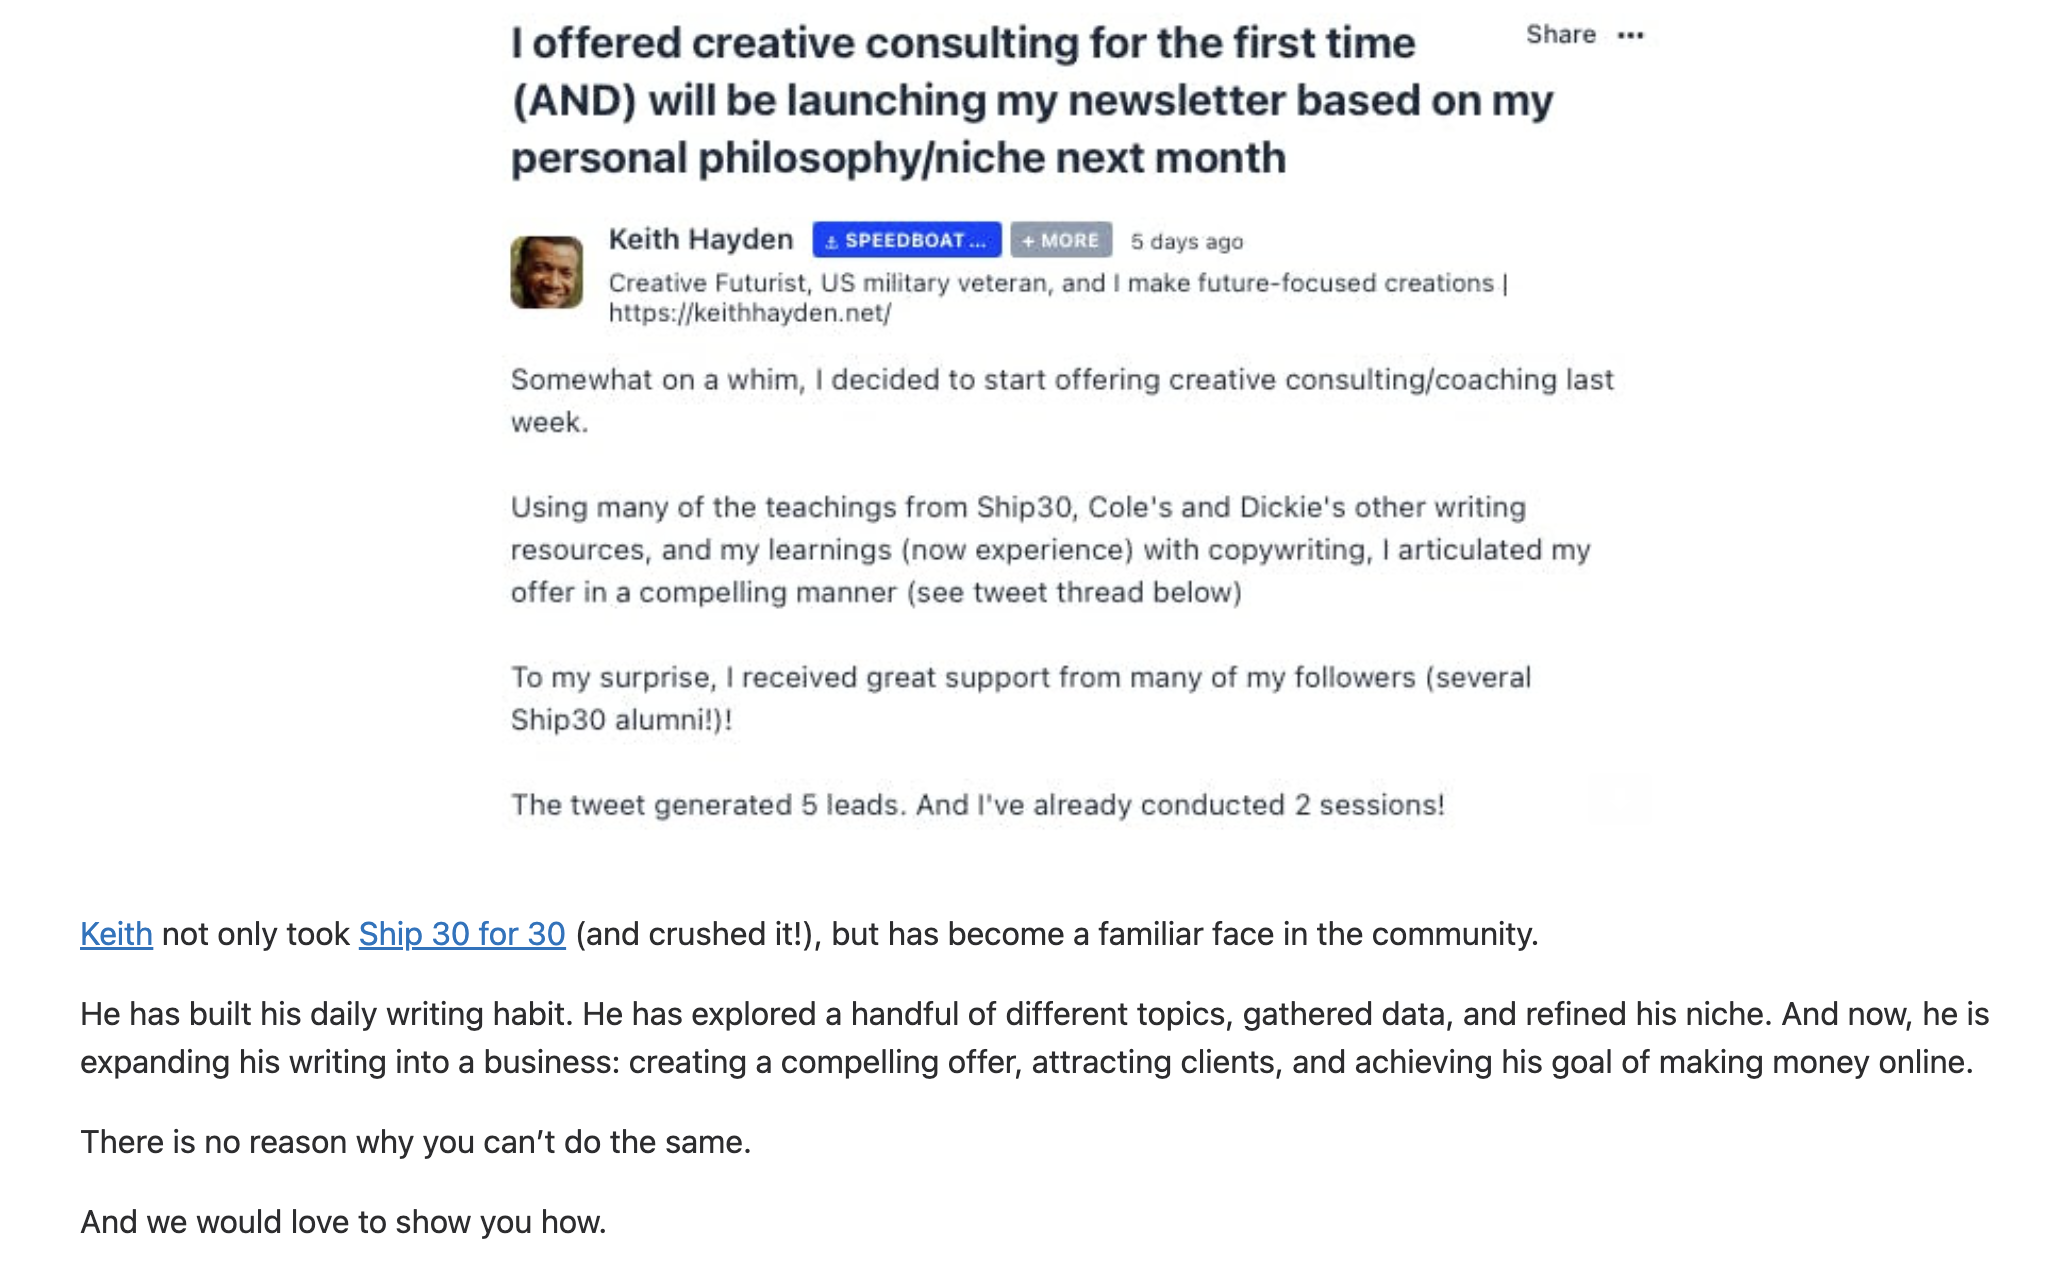 I offered creative consulting for the first time
Share •••
(AND) will be launching my newsletter based on my
personal philosophy/niche next month
Keith Hayden SPEEDBOAT ... + MORE 5 days ago
Creative Futurist, US military veteran, and I make future-focused creations |
https://keithhayden.net/
Somewhat on a whim, I decided to start offering creative consulting/coaching last
week.
Using many of the teachings from Ship30, Cole's and Dickie's other writing
resources, and my learnings (now experience) with copywriting, I articulated my
offer in a compelling manner (see tweet thread below)
To my surprise, I received great support from many of my followers (several
Ship30 alumni!)!
The tweet generated 5 leads. And I've already conducted 2 sessions!
Keith not only took Ship 30 for 30 (and crushed it!), but has become a familiar face in the community.
He has built his daily writing habit. He has explored a handful of different topics, gathered data, and refined his niche. And now, he is
expanding his writing into a business: creating a compelling offer, attracting clients, and achieving his goal of making money online.
There is no reason why you can’t do the same.
And we would love to show you how.